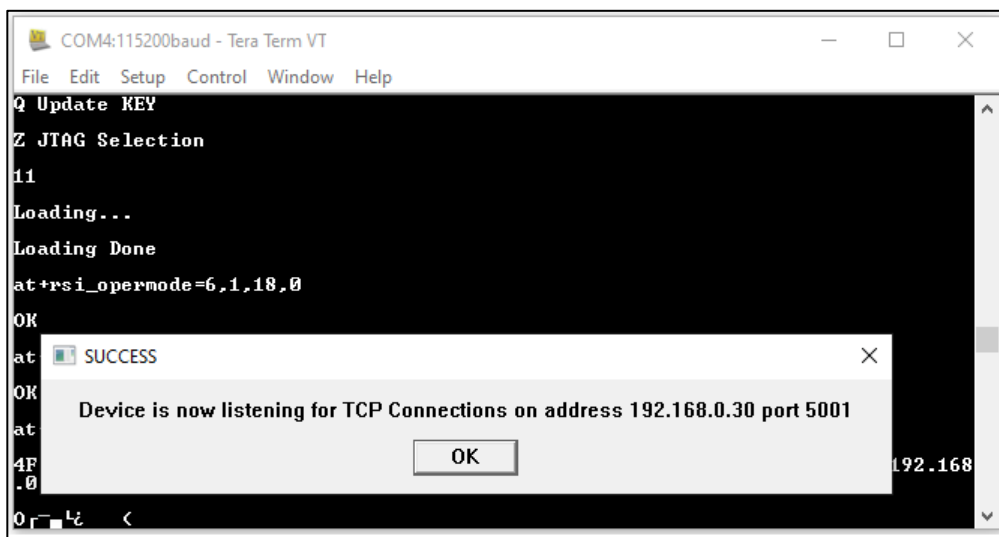 COM4:115200baud - Tera Term VT
File Edit Setup Control Window Help
Q Update KEY
Z JTAG Selection
11
Loading...
Loading Done
at+rsi_opermode=6,1,18,0
OK
at
SUCCESS
OK
Device is now listening for TCP Connections on address 192.168.0.30 port 5001
at
OK
4F
192.168
.0